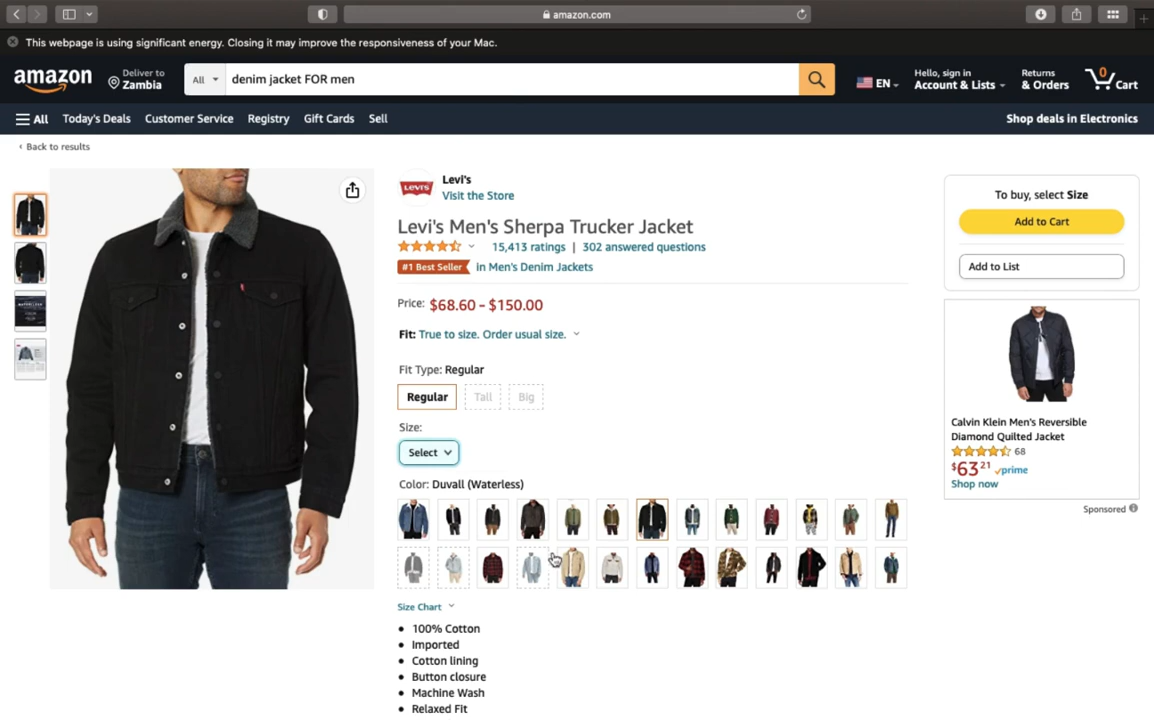 amazon.com
This webpage is using significant energy. Closing it may improve the responsiveness of your Mac.
amazon
Deliver to
Zambia
All
denim jacket FOR men
EN
Hello, sign in
Account & Lists
Returns
& Orders
0
Cart
All
Today's Deals
Customer Service
Registry
Gift Cards
Sell
Shop deals in Electronics
‹ Back to results
LEVI'S
Levi's
Visit the Store
Levi's Men's Sherpa Trucker Jacket
15,413 ratings | 302 answered questions
#1 Best Seller in Men's Denim Jackets
Price: $68.60 - $150.00
Fit: True to size. Order usual size.
Fit Type: Regular
Regular
Tall
Big
Size:
Select
Color: Duvall (Waterless)
Size Chart
• 100% Cotton
• Imported
• Cotton lining
• Button closure
• Machine Wash
• Relaxed Fit
To buy, select Size
Add to Cart
Add to List
Calvin Klein Men's Reversible
Diamond Quilted Jacket
68
$63 21 prime
Shop now
Sponsored